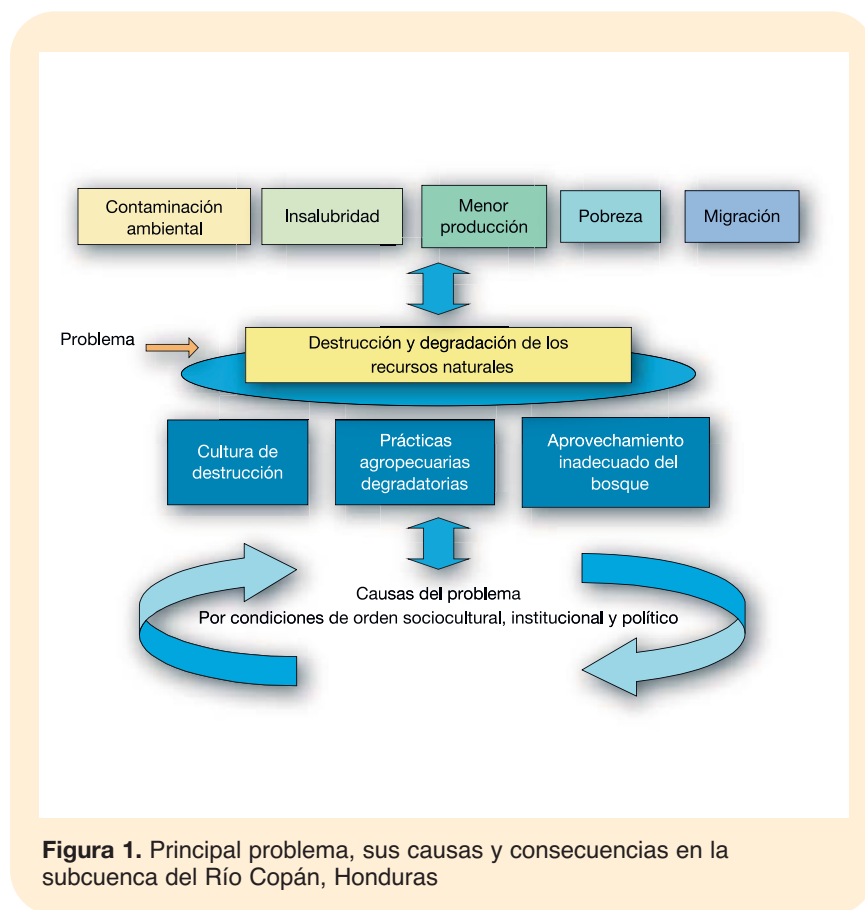 Contaminación
ambiental
Insalubridad
Menor
producción
Pobreza
Migración
Problema
Destrucción y degradación de los
recursos naturales
Cultura de
destrucción
Prácticas
agropecuarias
degradatorias
Aprovechamiento
inadecuado del
bosque
Causas del problema
Por condiciones de orden sociocultural, institucional y político
Figura 1. Principal problema, sus causas y consecuencias en la
subcuenca del Río Copán, Honduras